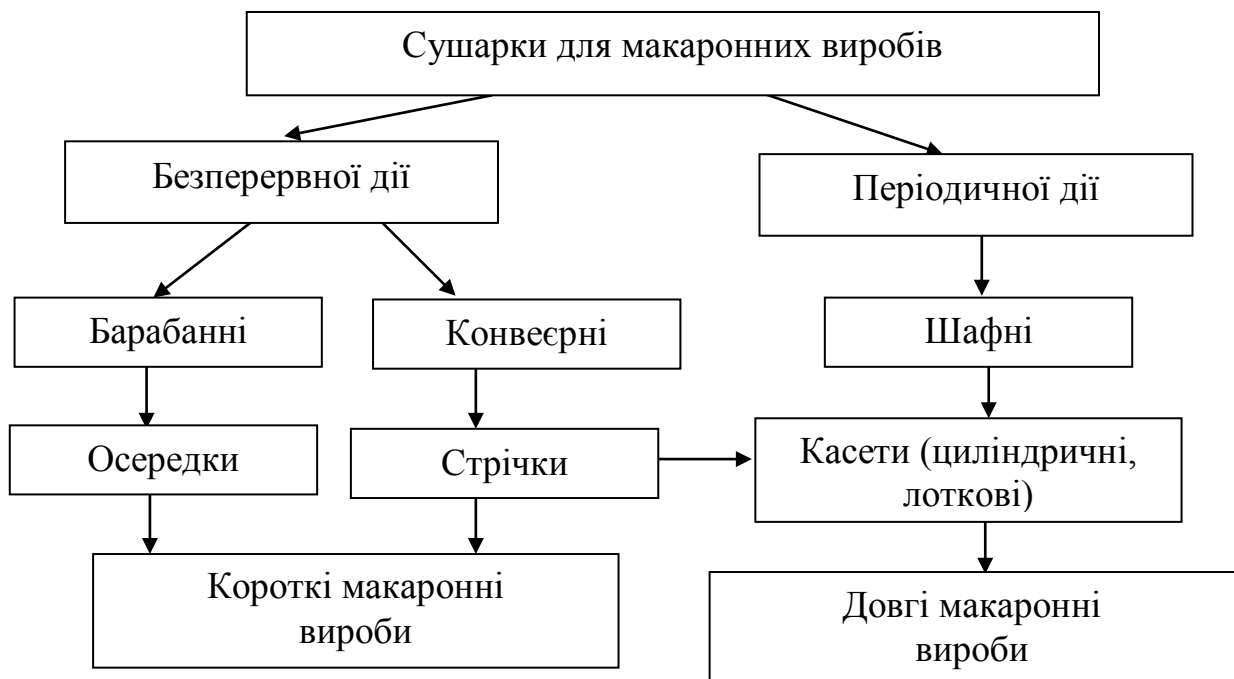 Сушарки для макаронних виробів
Безперервної дії
Періодичної дії
Барабанні
Конвеєрні
Шафні
Осередки
Стрічки
Касети (циліндричні,
лоткові)
Короткі макаронні
вироби
Довгі макаронні
вироби